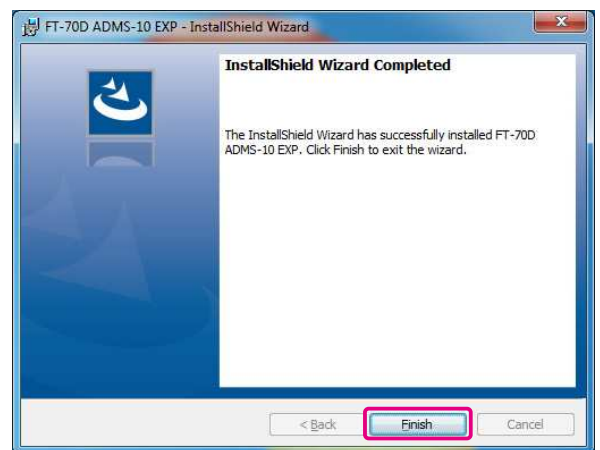 FT-70D ADMS-10 EXP - InstallShield Wizard
InstallShield Wizard Completed
The InstallShield Wizard has successfully installed FT-70D
ADMS-10 EXP. Click Finish to exit the wizard.
< Back Finish Cancel